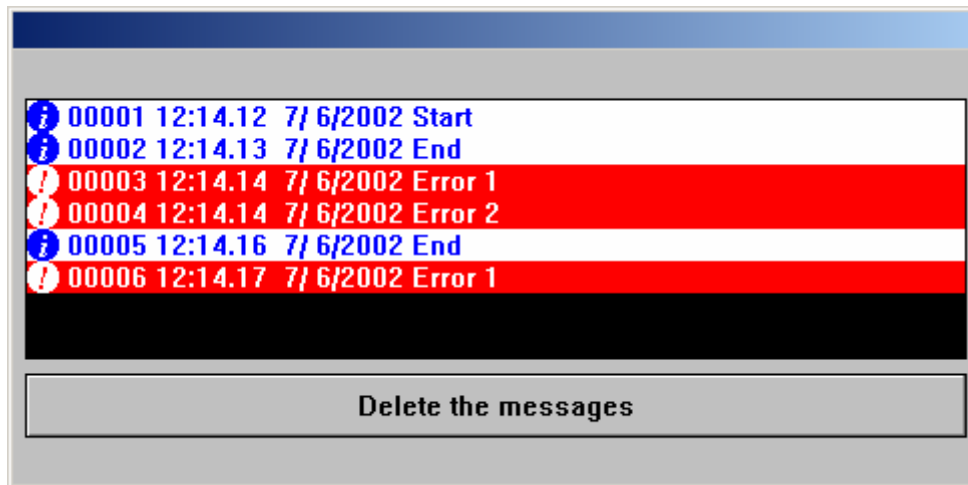 00001 12:14.12 7/ 6/2002 Start
00002 12:14.13 7/ 6/2002 End
00003 12:14.14 7/ 6/2002 Error 1
00004 12:14.14 7/ 6/2002 Error 2
00005 12:14.16 7/ 6/2002 End
00006 12:14.17 7/ 6/2002 Error 1
Delete the messages